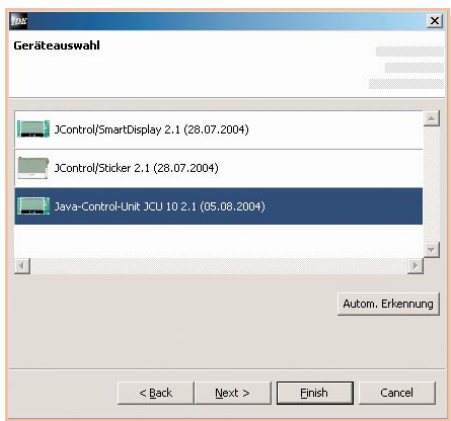 IDE
Geräteauswahl
JControl/SmartDisplay 2.1 (28.07.2004)
JControl/Sticker 2.1 (28.07.2004)
Java-Control-Unit JCU 10 2.1 (05.08.2004)
Autom. Erkennung
< Back
Next >
Finish
Cancel